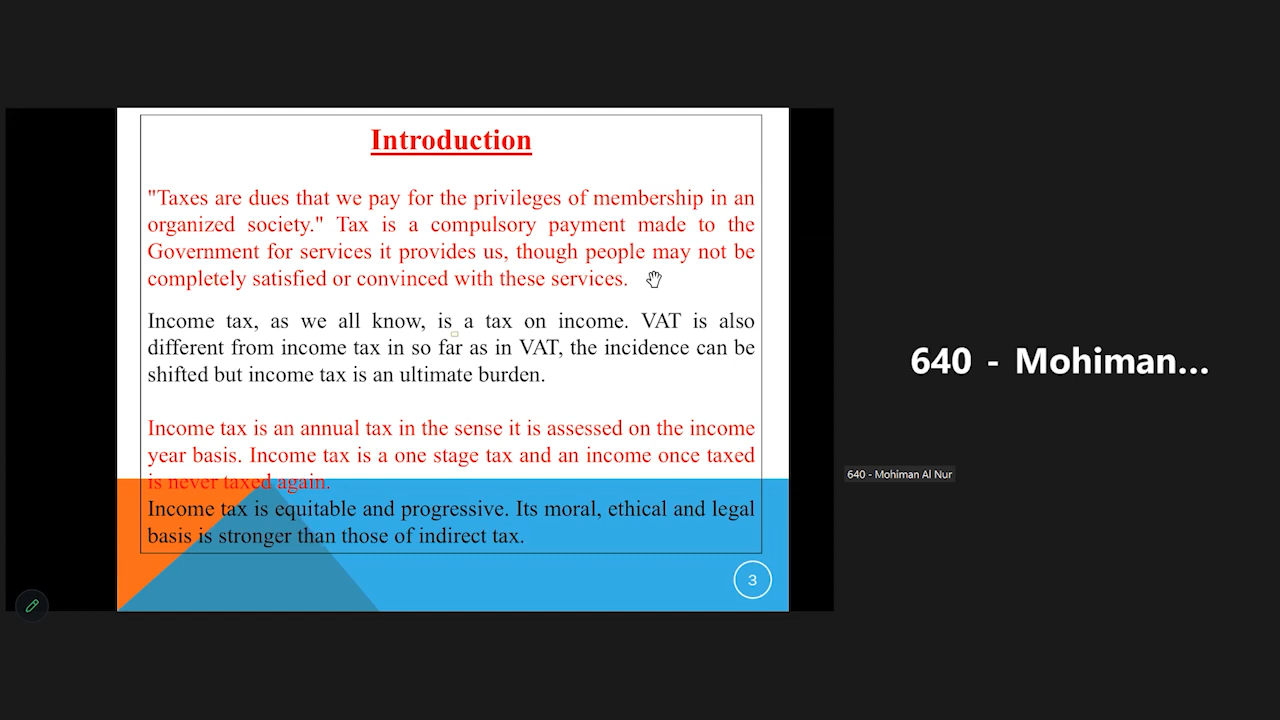 Introduction
"Taxes are dues that we pay for the privileges of membership in an
organized society." Tax is a compulsory payment made to the
Government for services it provides us, though people may not be
completely satisfied or convinced with these services.
Income tax, as we all know, is a tax on income. VAT is also
different from income tax in so far as in VAT, the incidence can be
shifted but income tax is an ultimate burden.
Income tax is an annual tax in the sense it is assessed on the income
year basis. Income tax is a one stage tax and an income once taxed
is never taxed again.
Income tax is equitable and progressive. Its moral, ethical and legal
basis is stronger than those of indirect tax.
3
640 - Mohiman...
640 - Mohiman Al Nur